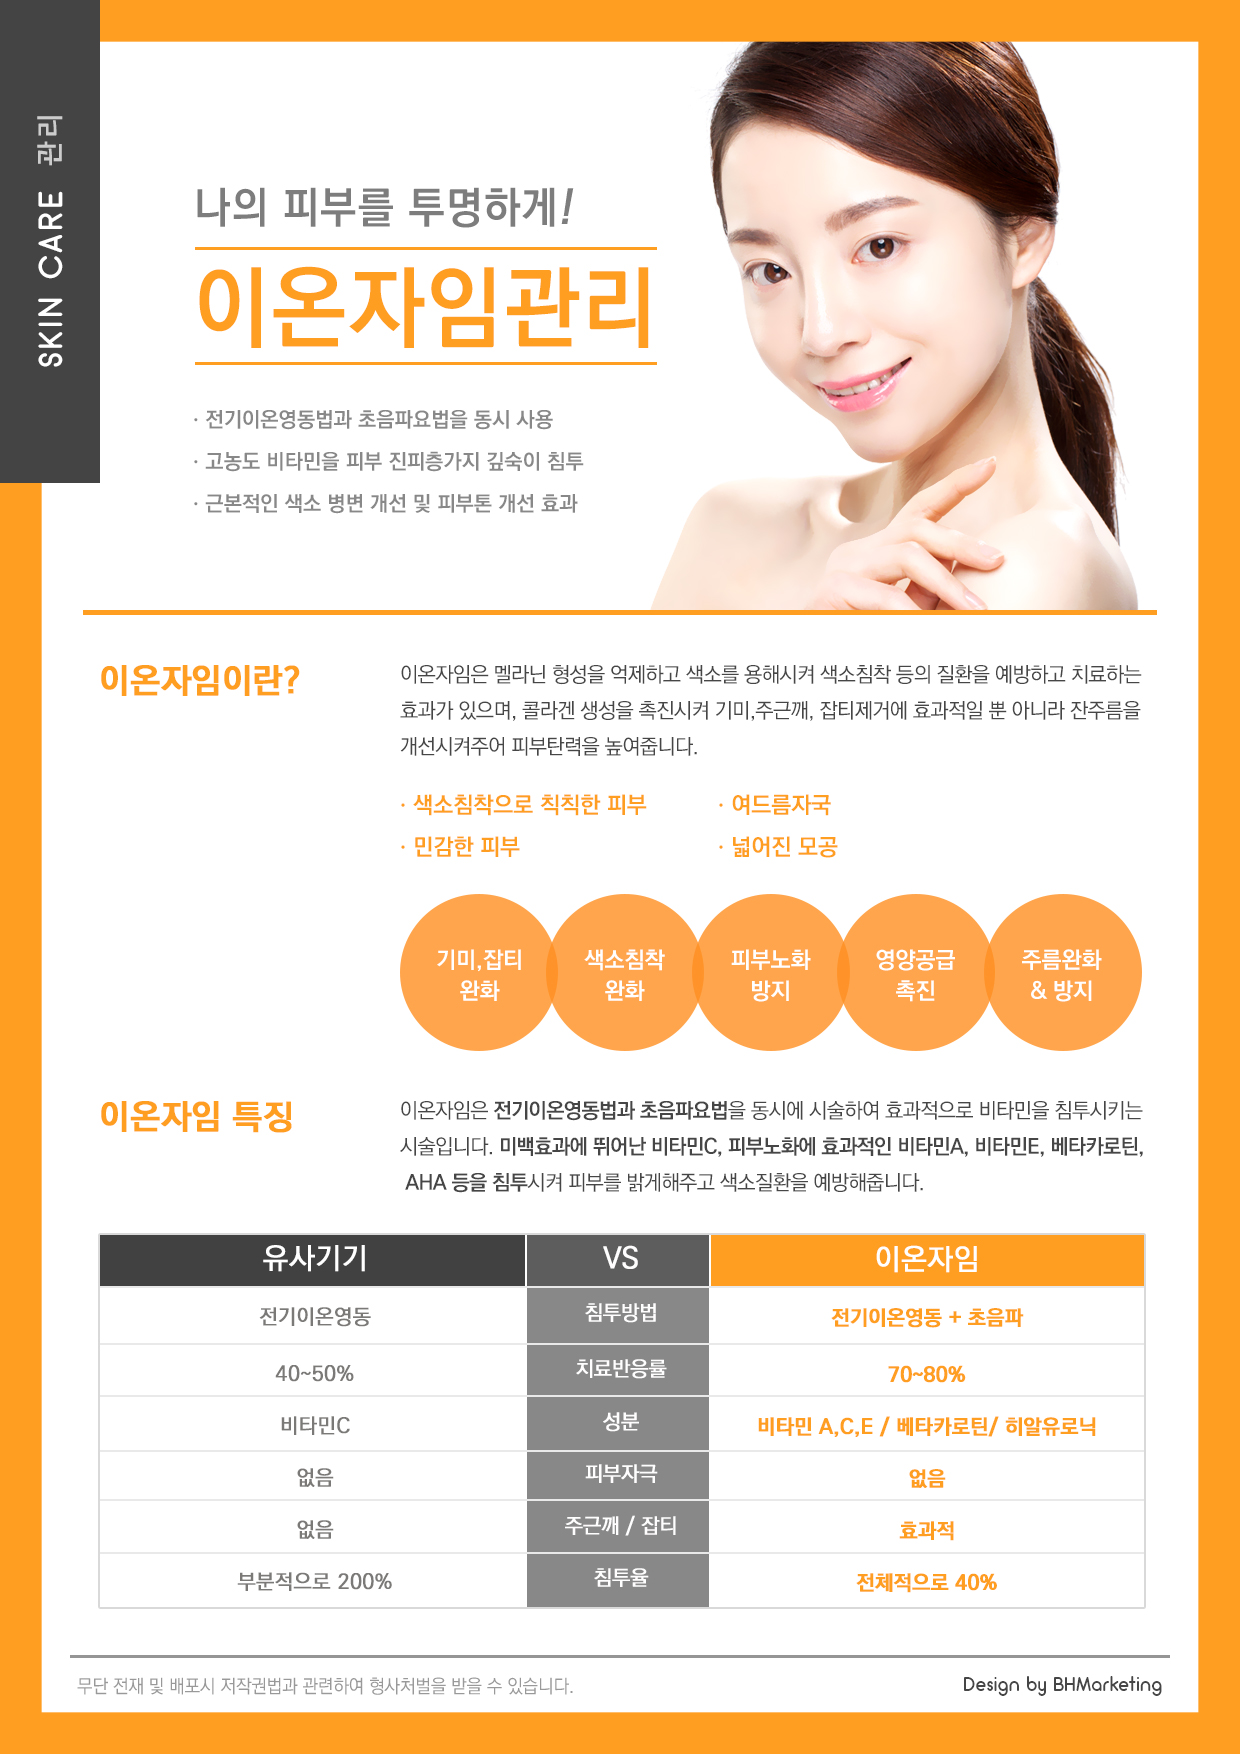 SKIN CARE 관리
나의 피부를 투명하게!
이온자임관리
· 전기이온영동법과 초음파요법을 동시 사용
· 고농도 비타민을 피부 진피층가지 깊숙이 침투
· 근본적인 색소 병변 개선 및 피부톤 개선 효과
이온자임이란?
이온자임은 멜라닌 형성을 억제하고 색소를 용해시켜 색소침착 등의 질환을 예방하고 치료하는
효과가 있으며, 콜라겐 생성을 촉진시켜 기미,주근깨, 잡티제거에 효과적일 뿐 아니라 잔주름을
개선시켜주어 피부탄력을 높여줍니다.
· 색소침착으로 칙칙한 피부 · 여드름자국
· 민감한 피부 · 넓어진 모공
기미,잡티
완화
색소침착
완화
피부노화
방지
영양공급
촉진
주름완화
& 방지
이온자임 특징
이온자임은 전기이온영동법과 초음파요법을 동시에 시술하여 효과적으로 비타민을 침투시키는
시술입니다. 미백효과에 뛰어난 비타민C, 피부노화에 효과적인 비타민A, 비타민E, 베타카로틴,
AHA 등을 침투시켜 피부를 밝게해주고 색소질환을 예방해줍니다.
유사기기 VS 이온자임
전기이온영동 침투방법 전기이온영동 + 초음파
40~50% 치료반응률 70~80%
비타민C 성분 비타민 A,C,E / 베타카로틴/ 히알유로닉
없음 피부자극 없음
없음 주근깨 / 잡티 효과적
부분적으로 200% 침투율 전체적으로 40%
무단 전재 및 배포시 저작권법과 관련하여 형사처벌을 받을 수 있습니다.
Design by BHMarketing